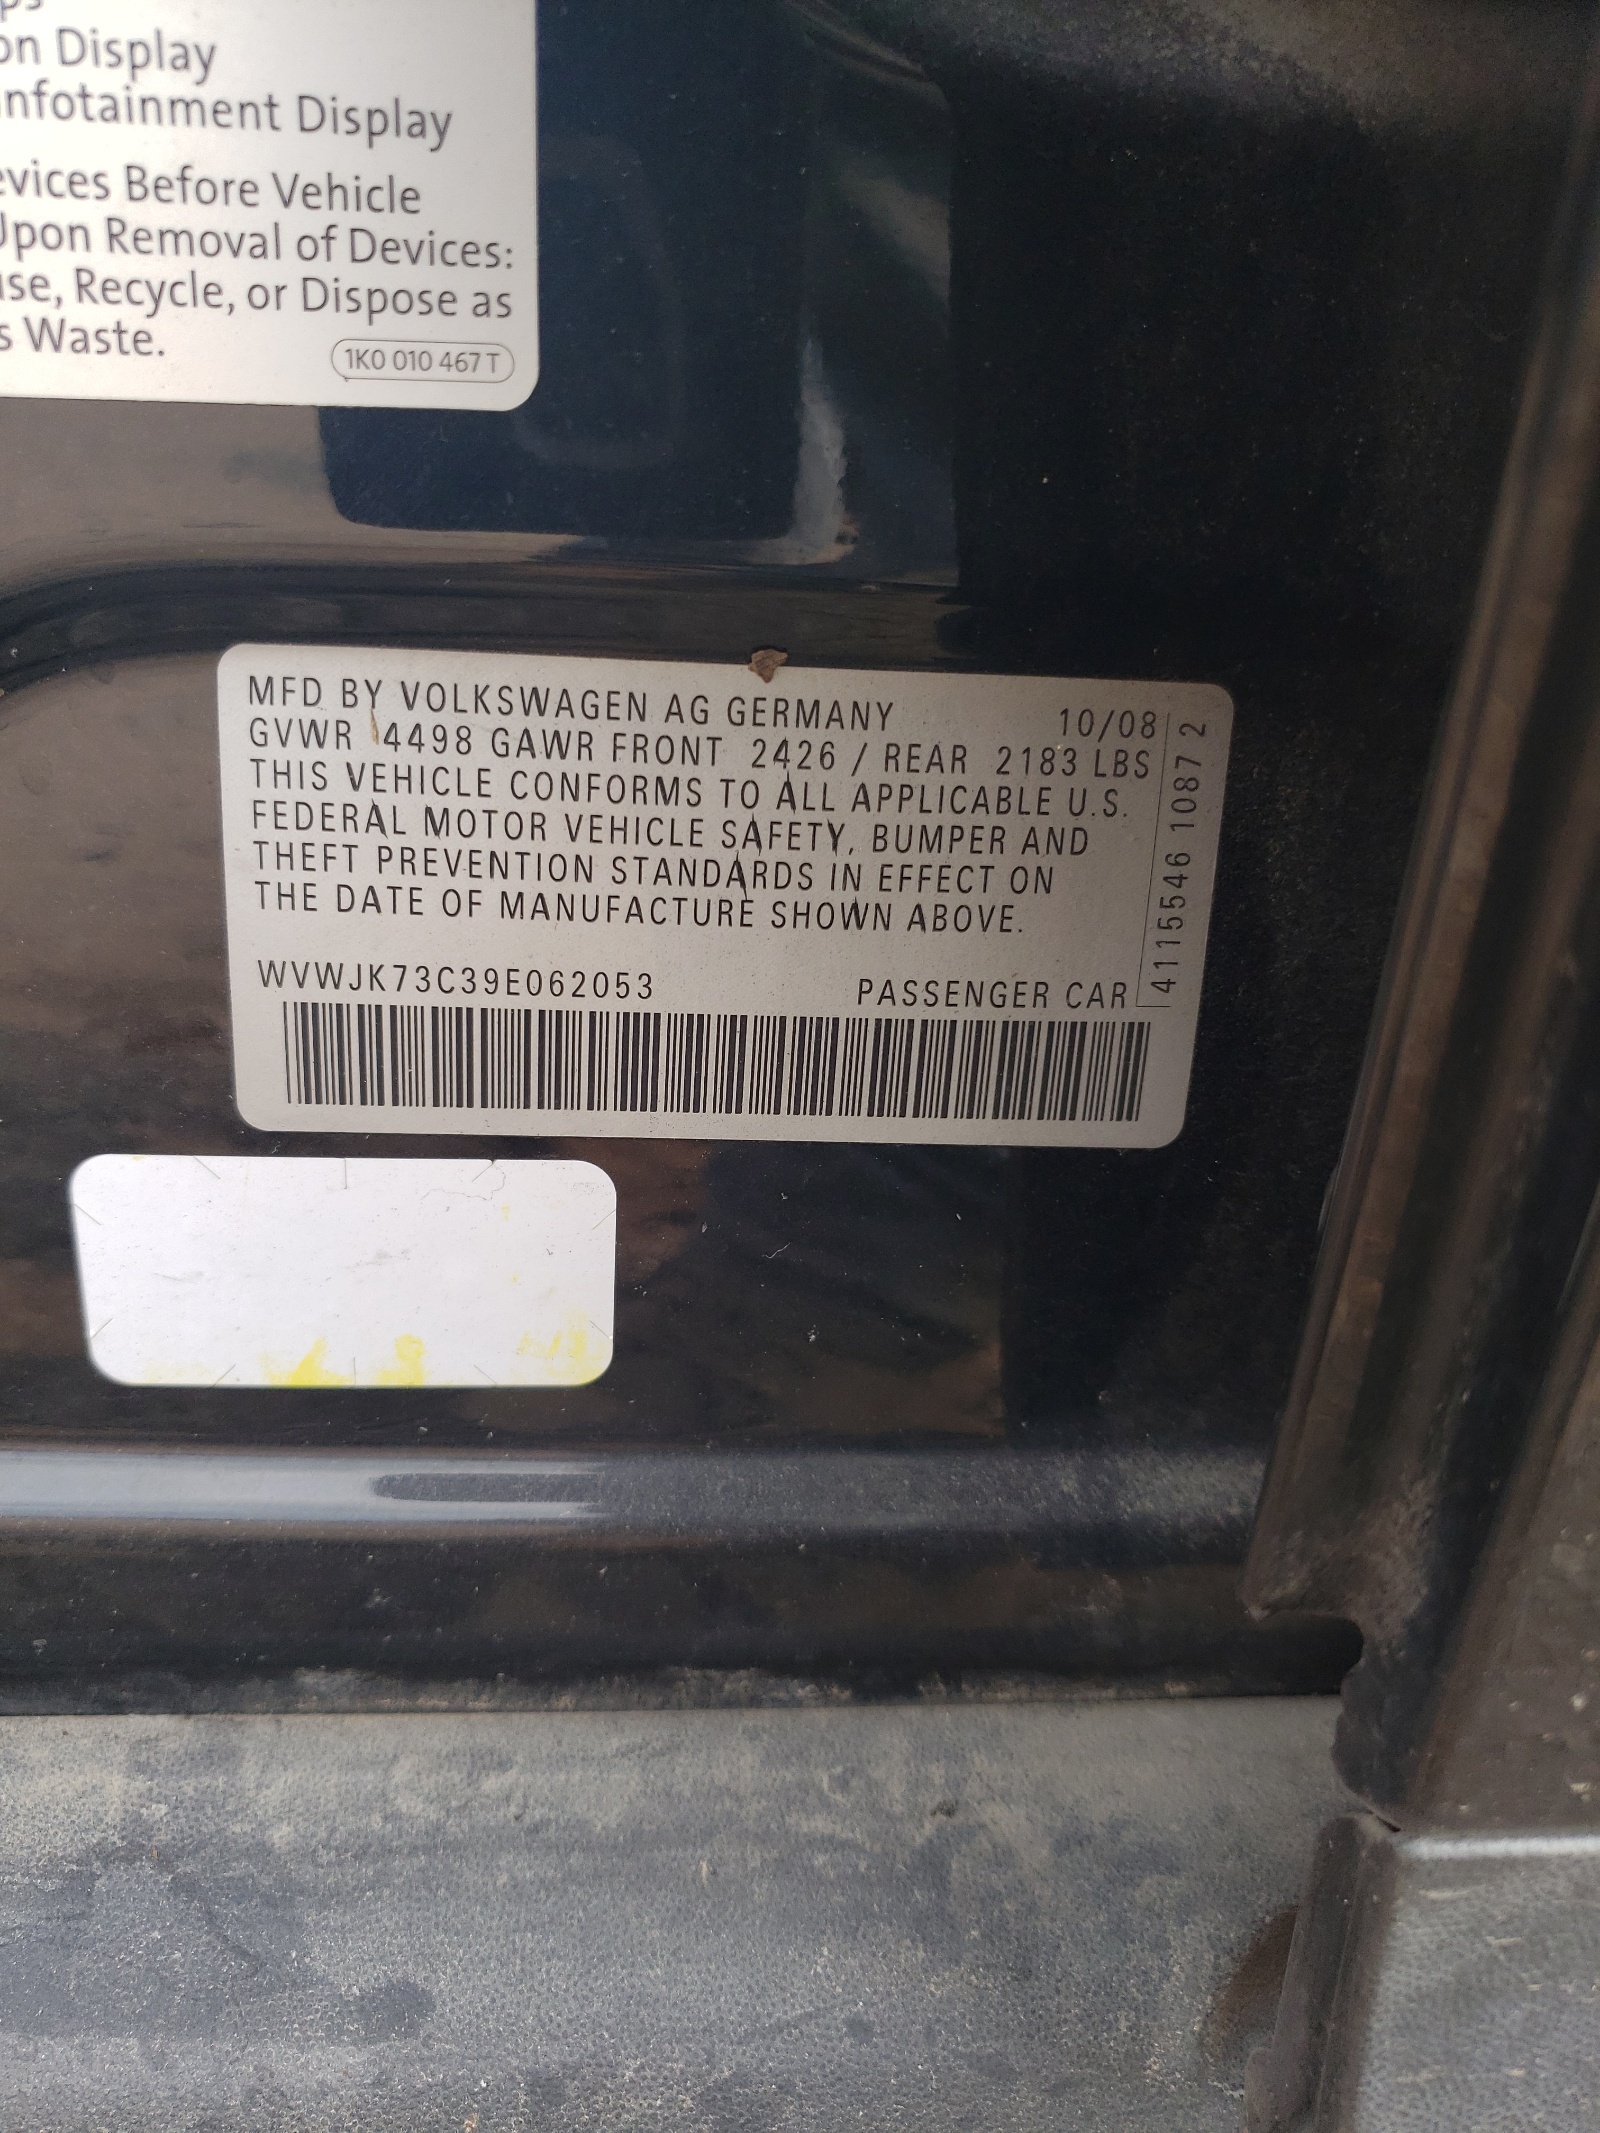 on Display
nfotainment Display
evices Before Vehicle
Upon Removal of Devices:
use, Recycle, or Dispose as
s Waste.
1K0 010 467 T
MFD BY VOLKSWAGEN AG GERMANY 10/08
GVWR 4498 GAWR FRONT 2426 / REAR 2183 LBS
THIS VEHICLE CONFORMS TO ALL APPLICABLE U.S.
FEDERAL MOTOR VEHICLE SAFETY, BUMPER AND
THEFT PREVENTION STANDARDS IN EFFECT ON
THE DATE OF MANUFACTURE SHOWN ABOVE.
WVWJK73C39E062053 PASSENGER CAR
41155546 1087 2